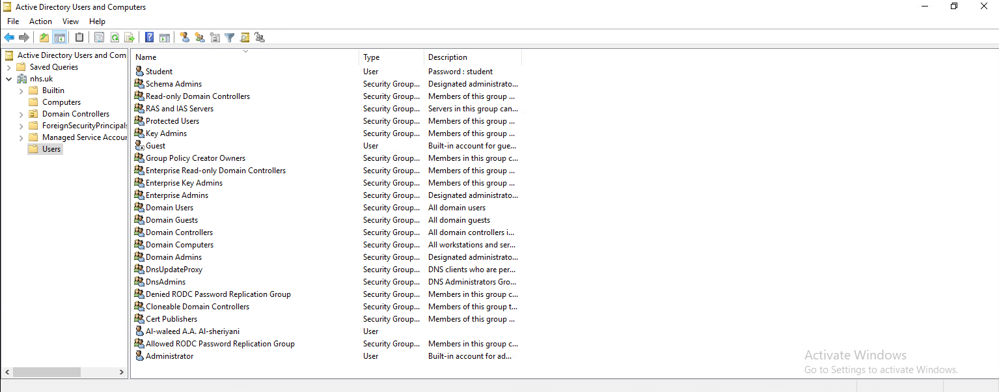 Active Directory Users and Computers
File Action View Help
Active Directory Users and Com
Saved Queries
nhs.uk
Builtin
Computers
Domain Controllers
ForeignSecurityPrincipals
Managed Service Accour
Users
Name Type Description
Student User Password : student
Schema Admins Security Group... Designated administrato...
Read-only Domain Controllers Security Group... Members of this group ...
RAS and IAS Servers Security Group... Servers in this group can...
Protected Users Security Group... Members of this group ...
Key Admins Security Group... Members of this group ...
Guest User Built-in account for gue...
Group Policy Creator Owners Security Group... Members in this group c...
Enterprise Read-only Domain Controllers Security Group... Members of this group ...
Enterprise Key Admins Security Group... Members of this group ...
Enterprise Admins Security Group... Designated administrato...
Domain Users Security Group... All domain users
Domain Guests Security Group... All domain guests
Domain Controllers Security Group... All domain controllers i...
Domain Computers Security Group... All workstations and ser...
Domain Admins Security Group... Designated administrato...
DnsUpdateProxy Security Group... DNS clients who are per...
DnsAdmins Security Group... DNS Administrators Gro...
Denied RODC Password Replication Group Security Group... Members in this group c...
Cloneable Domain Controllers Security Group... Members of this group t...
Cert Publishers Security Group... Members of this group ...
Al-waleed A.A. Al-sheriyani User
Allowed RODC Password Replication Group Security Group... Members in this group c...
Administrator User Built-in account for ad...
Activate Windows
Go to Settings to activate Windows.